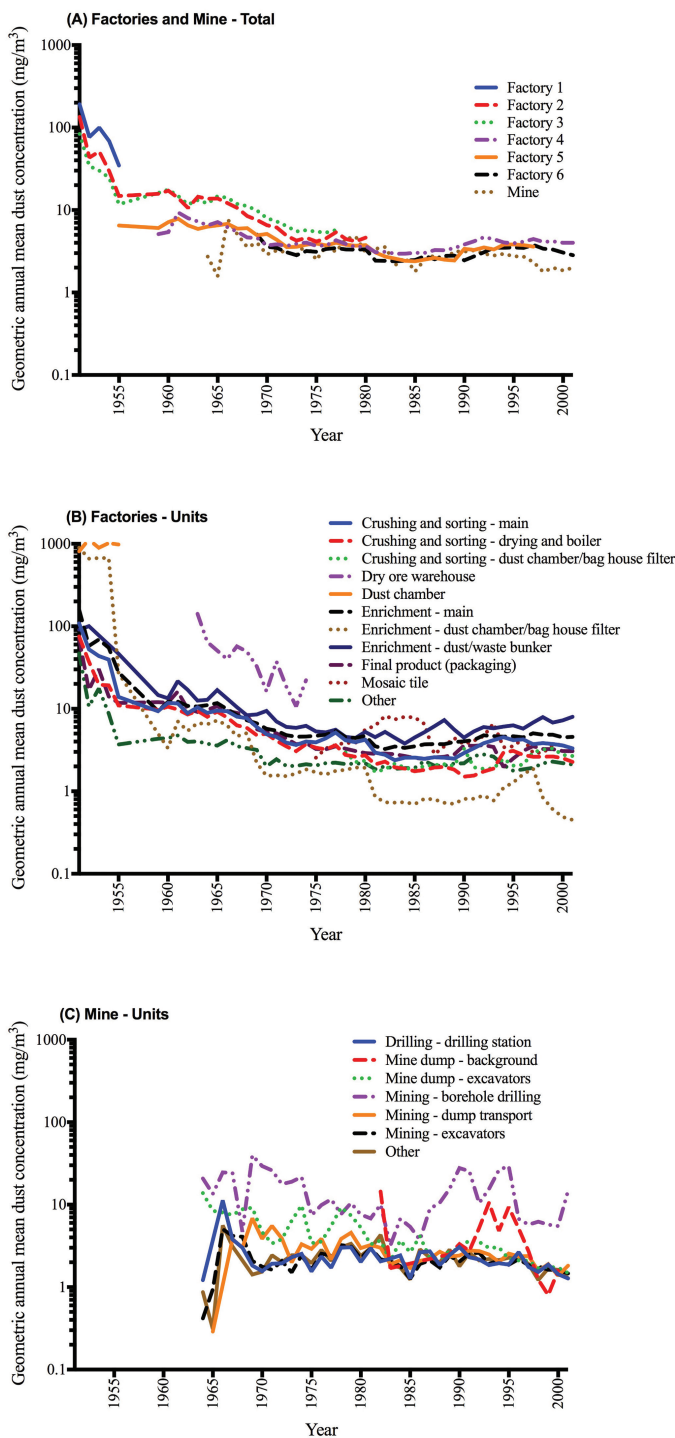 (A) Factories and Mine - Total
Geometric annual mean dust concentration (mg/m³)
1000
100
10
1
0.1
Factory 1
Factory 2
Factory 3
Factory 4
Factory 5
Factory 6
Mine
1955
1960
1965
1970
1975
1980
1985
1990
1995
2000
Year
(B) Factories - Units
Geometric annual mean dust concentration (mg/m³)
1000
100
10
1
0.1
Crushing and sorting - main
Crushing and sorting - drying and boiler
Crushing and sorting - dust chamber/bag house filter
Dry ore warehouse
Dust chamber
Enrichment - main
Enrichment - dust chamber/bag house filter
Enrichment - dust/waste bunker
Final product (packaging)
Mosaic tile
Other
1955
1960
1965
1970
1975
1980
1985
1990
1995
2000
Year
(C) Mine - Units
Geometric annual mean dust concentration (mg/m³)
1000
100
10
1
0.1
Drilling - drilling station
Mine dump - background
Mine dump - excavators
Mining - borehole drilling
Mining - dump transport
Mining - excavators
Other
1955
1960
1965
1970
1975
1980
1985
1990
1995
2000
Year